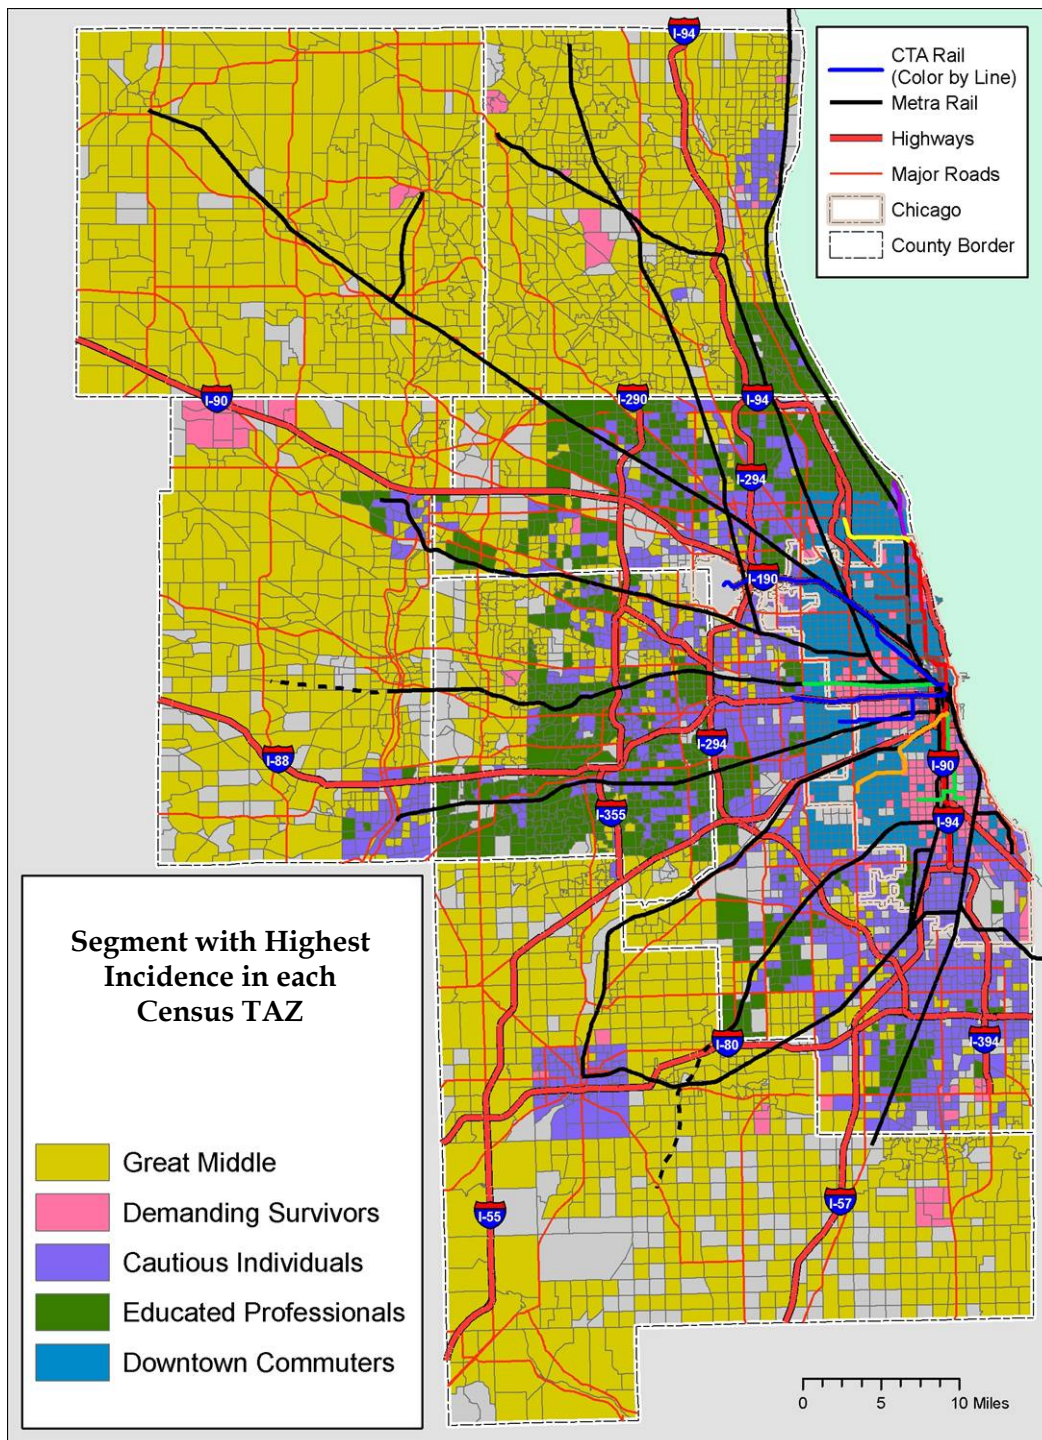 I-94
CTA Rail
(Color by Line)
Metra Rail
Highways
Major Roads
Chicago
County Border
I-90
I-290
I-94
I-294
I-190
I-88
I-294
I-355
I-90
I-94
I-80
I-394
I-55
I-57
Segment with Highest
Incidence in each
Census TAZ
Great Middle
Demanding Survivors
Cautious Individuals
Educated Professionals
Downtown Commuters
0 5 10 Miles